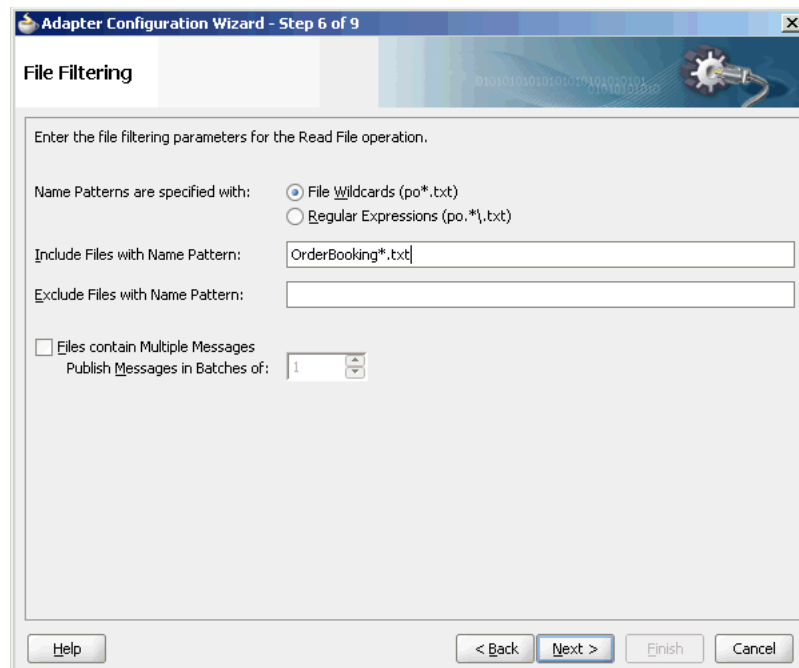 Adapter Configuration Wizard - Step 6 of 9
File Filtering
Enter the file filtering parameters for the Read File operation.
Name Patterns are specified with:
File Wildcards (po*.txt)
Regular Expressions (po.*\.txt)
Include Files with Name Pattern:
OrderBooking*.txt
Exclude Files with Name Pattern:
Files contain Multiple Messages
Publish Messages in Batches of:
1
Help
< Back
Next >
Finish
Cancel